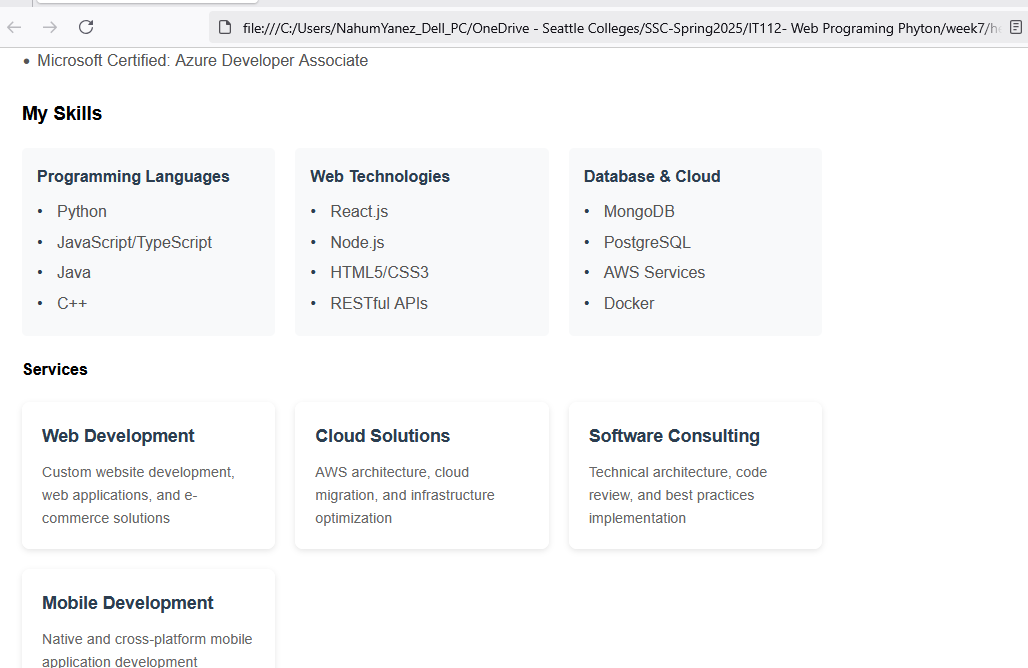 file:///C:/Users/NahumYanez_Dell_PC/OneDrive - Seattle Colleges/SSC-Spring2025/IT112- Web Programing Phyton/week7/he
• Microsoft Certified: Azure Developer Associate
My Skills
Programming Languages
• Python
• JavaScript/TypeScript
• Java
• C++
Web Technologies
• React.js
• Node.js
• HTML5/CSS3
• RESTful APIs
Database & Cloud
• MongoDB
• PostgreSQL
• AWS Services
• Docker
Services
Web Development
Custom website development,
web applications, and e-
commerce solutions
Cloud Solutions
AWS architecture, cloud
migration, and infrastructure
optimization
Software Consulting
Technical architecture, code
review, and best practices
implementation
Mobile Development
Native and cross-platform mobile
application development